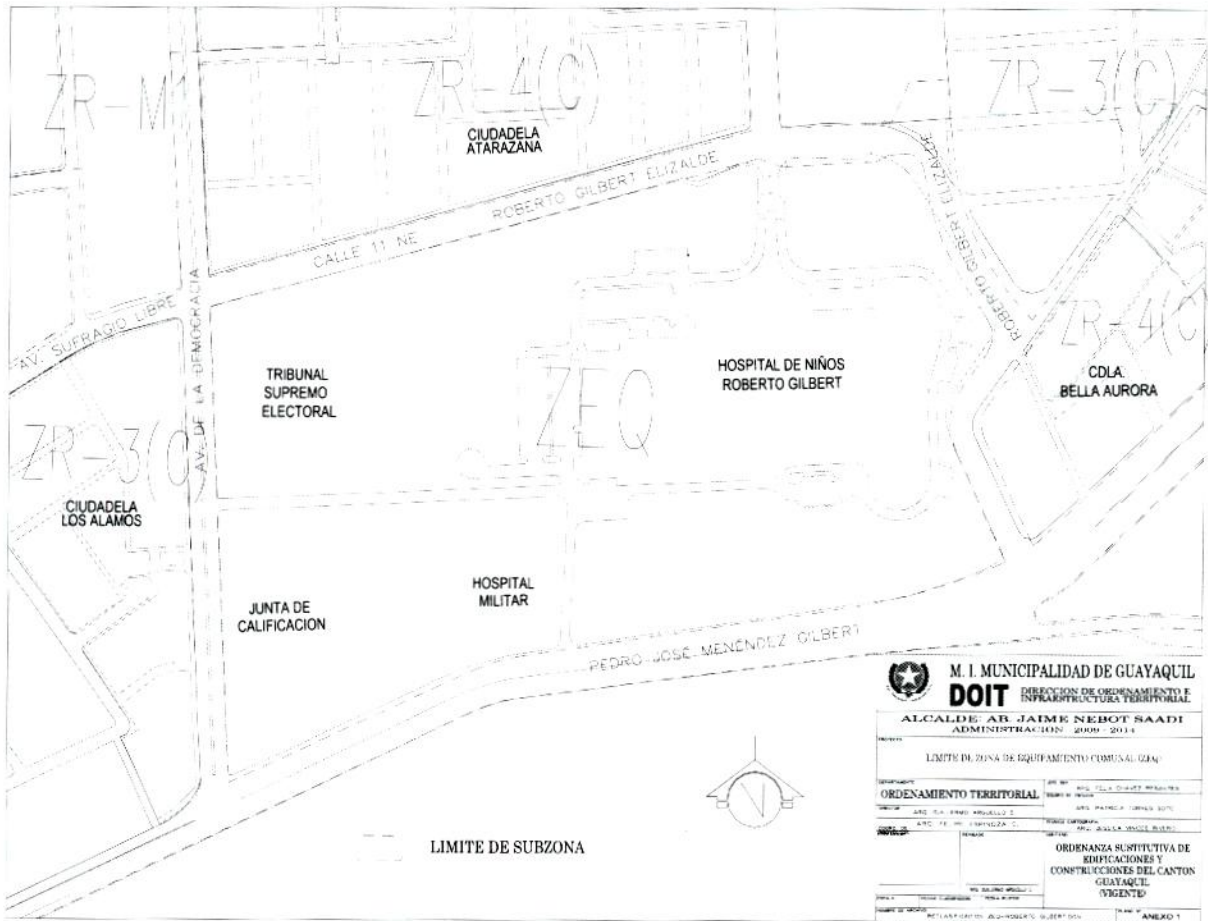 ZR-M1
ZR-4(C)
ZR-3(C)
CIUDADELA
ATARAZANA
ROBERTO GILBERT ELIZALDE
CALLE 11 NE
ROBERTO GILBERT ELIZALDE
AV. SUFRAGIO LIBRE
AV. DE LA DEMOCRACIA
TRIBUNAL
SUPREMO
ELECTORAL
HOSPITAL DE NIÑOS
ROBERTO GILBERT
ZEQ
ZR-4(C)
CDLA.
BELLA AURORA
ZR-3(C)
CIUDADELA
LOS ALAMOS
JUNTA DE
CALIFICACION
HOSPITAL
MILITAR
PEDRO JOSÉ MENÉNDEZ GILBERT
N
LIMITE DE SUBZONA
M. I. MUNICIPALIDAD DE GUAYAQUIL
DOIT
DIRECCION DE ORDENAMIENTO E
INFRAESTRUCTURA TERRITORIAL
ALCALDE: AB. JAIME NEBOT SAADI
ADMINISTRACION 2009 - 2014
LIMITE DE ZONA DE EQUIPAMIENTO COMUNAL (ZEQ)
ORDENAMIENTO TERRITORIAL
ORDENANZA SUSTITUTIVA DE
EDIFICACIONES Y
CONSTRUCCIONES DEL CANTON
GUAYAQUIL
(VIGENTE)
ANEXO 1